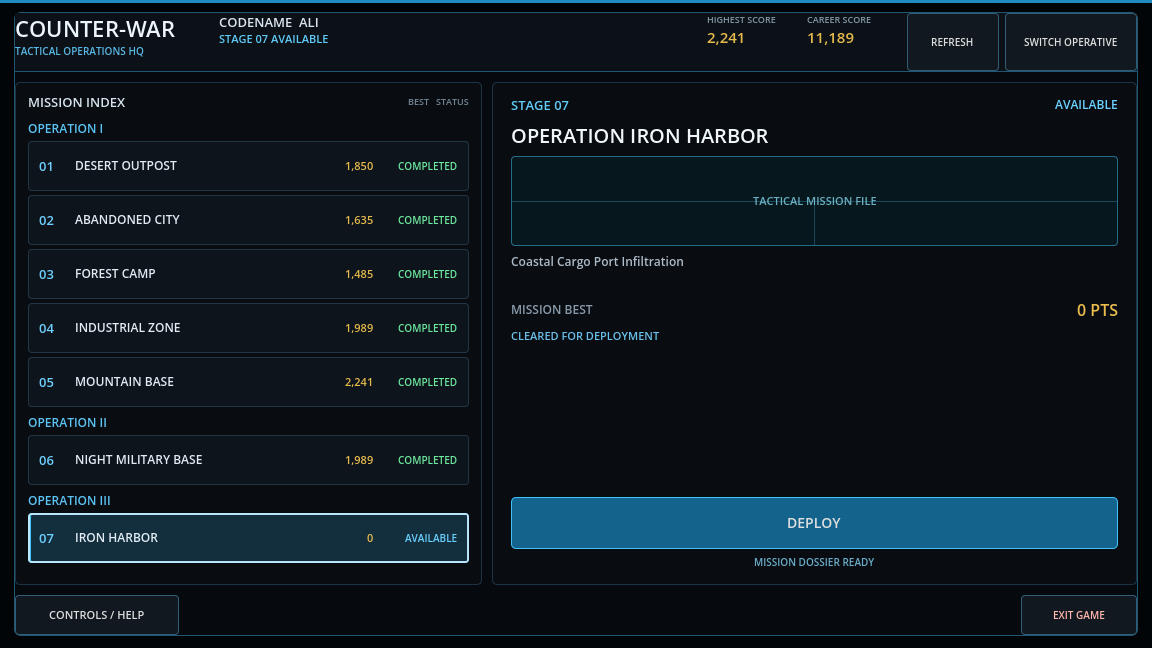 COUNTER-WAR
TACTICAL OPERATIONS HQ
CODENAME ALI
STAGE 07 AVAILABLE
HIGHEST SCORE
2,241
CAREER SCORE
11,189
REFRESH
SWITCH OPERATIVE
MISSION INDEX
BEST STATUS
OPERATION I
01 DESERT OUTPOST 1,850 COMPLETED
02 ABANDONED CITY 1,635 COMPLETED
03 FOREST CAMP 1,485 COMPLETED
04 INDUSTRIAL ZONE 1,989 COMPLETED
05 MOUNTAIN BASE 2,241 COMPLETED
OPERATION II
06 NIGHT MILITARY BASE 1,989 COMPLETED
OPERATION III
07 IRON HARBOR 0 AVAILABLE
STAGE 07
AVAILABLE
OPERATION IRON HARBOR
TACTICAL MISSION FILE
Coastal Cargo Port Infiltration
MISSION BEST
0 PTS
CLEARED FOR DEPLOYMENT
DEPLOY
MISSION DOSSIER READY
CONTROLS / HELP
EXIT GAME